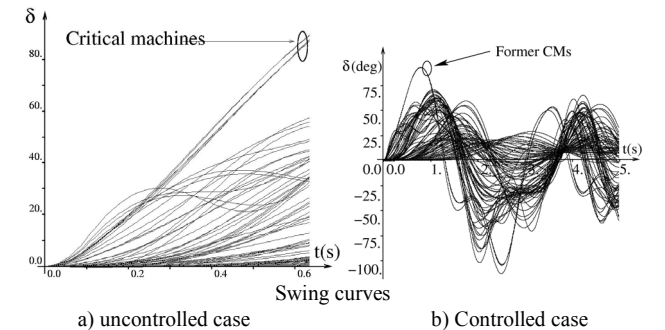 δ
Critical machines
80.
60.
40.
20.
0.0
0.0 0.2 0.4 0.6
t(s)
Former CMs
δ(deg)
75.
50.
25.
0.0
0.0 1. 2. 3. 4. 5.
t(s)
−25.
−50.
−75.
−100.
Swing curves
a) uncontrolled case b) Controlled case